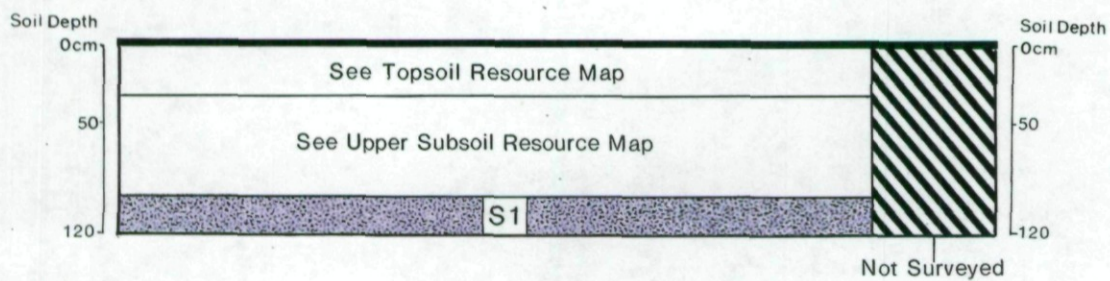 Soil Depth
Soil Depth
0cm
0cm
See Topsoil Resource Map
50
50
See Upper Subsoil Resource Map
S1
120
120
Not Surveyed